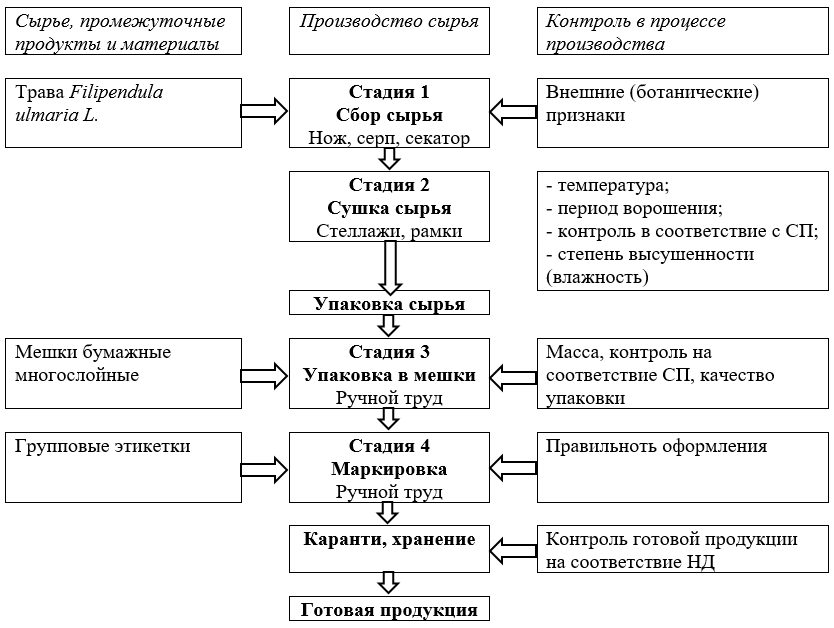 Сырье, промежуточные
продукты и материалы
Производство сырья
Контроль в процессе
производства
Трава Filipendula
ulmaria L.
Стадия 1
Сбор сырья
Нож, серп, секатор
Внешние (ботанические)
признаки
Стадия 2
Сушка сырья
Стеллажи, рамки
- температура;
- период ворошения;
- контроль в соответствие с СП;
- степень высушенности
(влажность)
Упаковка сырья
Мешки бумажные
многослойные
Стадия 3
Упаковка в мешки
Ручной труд
Масса, контроль на
соответствие СП, качество
упаковки
Групповые этикетки
Стадия 4
Маркировка
Ручной труд
Правильноть оформления
Каранти, хранение
Контроль готовой продукции
на соответствие НД
Готовая продукция